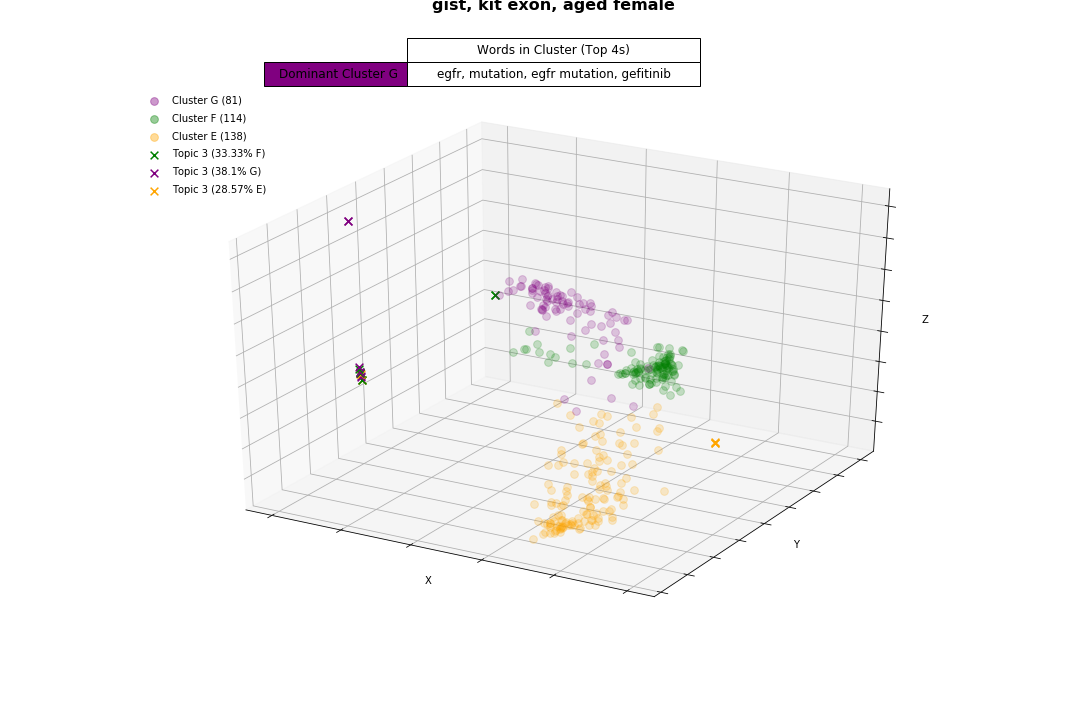 gist, kit exon, aged female
Words in Cluster (Top 4s)
Dominant Cluster G
egfr, mutation, egfr mutation, gefitinib
Cluster G (81)
Cluster F (114)
Cluster E (138)
Topic 3 (33.33% F)
Topic 3 (38.1% G)
Topic 3 (28.57% E)
Z
Y
X